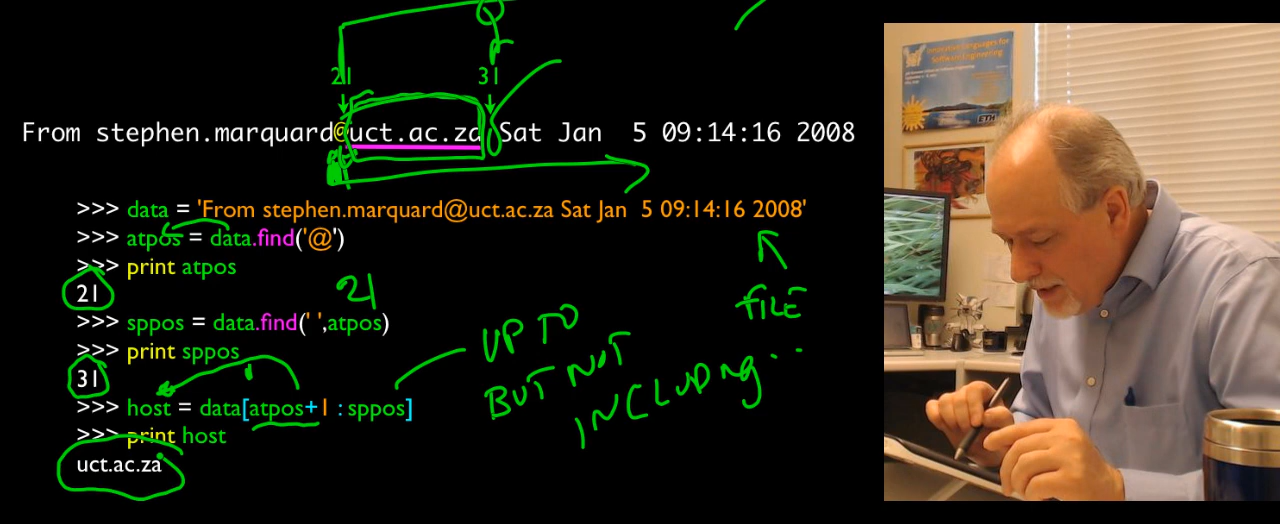 21 31
From stephen.marquard@uct.ac.za Sat Jan  5 09:14:16 2008
>>> data = 'From stephen.marquard@uct.ac.za Sat Jan  5 09:14:16 2008'
>>> atpos = data.find('@')
>>> print atpos
21
21
>>> sppos = data.find(' ',atpos)
>>> print sppos
31
>>> host = data[atpos+1 : sppos]
>>> print host
uct.ac.za
FILE
UP TO
BUT NOT
INCLUDING...
Software Engineering
ETH